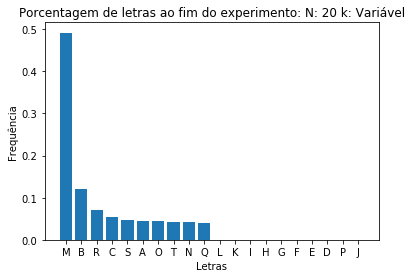 Porcentagem de letras ao fim do experimento: N: 20 k: Variável
0.5
0.4
0.3
0.2
0.1
0.0
Frequência
M B R C S A O T N Q L K I H G F E D P J
Letras